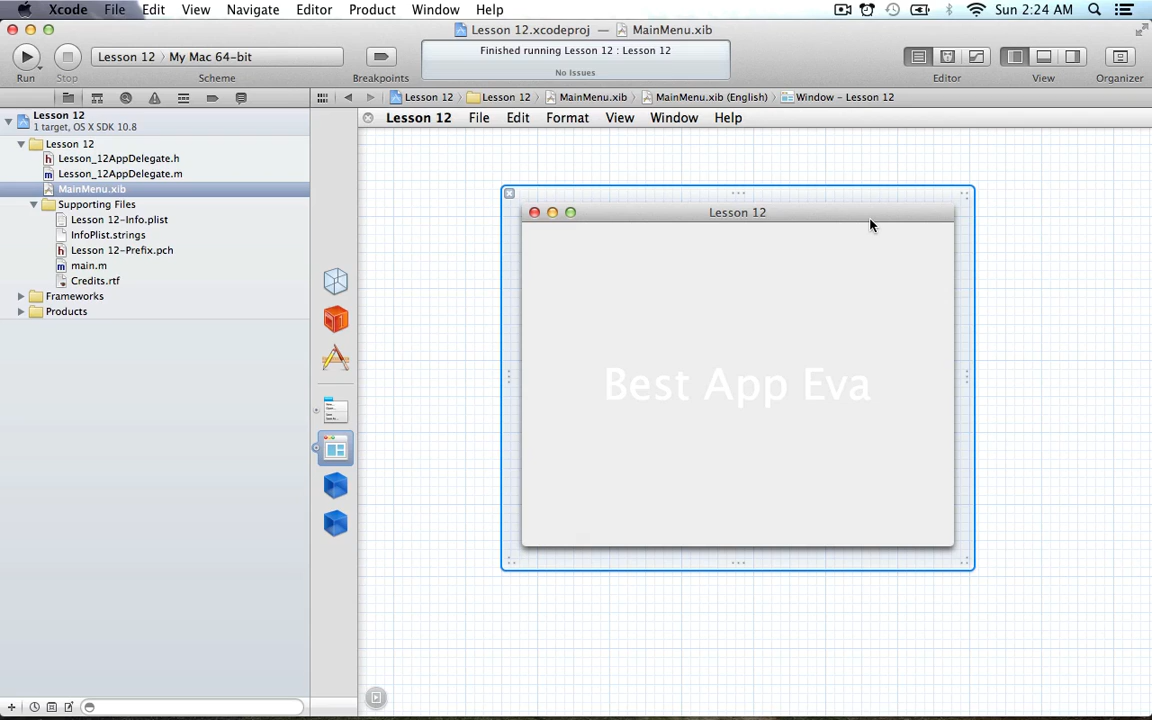 Xcode File Edit View Navigate Editor Product Window Help Sun 2:24 AM
Lesson 12.xcodeproj › MainMenu.xib
Lesson 12 › My Mac 64-bit
Finished running Lesson 12 : Lesson 12
No Issues
Run Stop Scheme Breakpoints Editor View Organizer
Lesson 12 › Lesson 12 › MainMenu.xib › MainMenu.xib (English) › Window – Lesson 12
Lesson 12
1 target, OS X SDK 10.8
Lesson 12
Lesson_12AppDelegate.h
Lesson_12AppDelegate.m
MainMenu.xib
Supporting Files
Lesson 12-Info.plist
InfoPlist.strings
Lesson 12-Prefix.pch
main.m
Credits.rtf
Frameworks
Products
Lesson 12 File Edit Format View Window Help
Lesson 12
Best App Eva